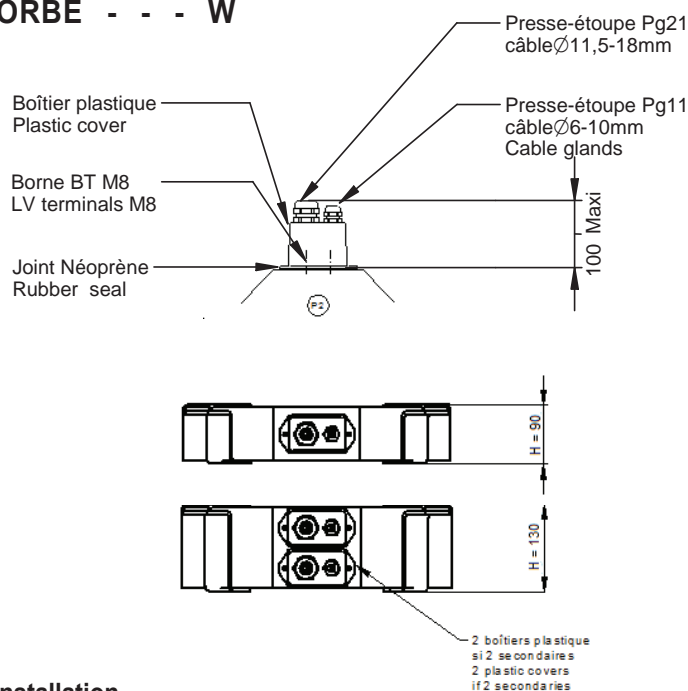 ORBE - - - W
Presse-étoupe Pg21
câble∅11,5-18mm
Boîtier plastique
Plastic cover
Presse-étoupe Pg11
câble∅6-10mm
Cable glands
Borne BT M8
LV terminals M8
100 Maxi
Joint Néoprène
Rubber seal
P2
H = 90
H = 130
2 boîtiers plastique
si 2 secondaires
2 plastic covers
if 2 secondaries
nstallation